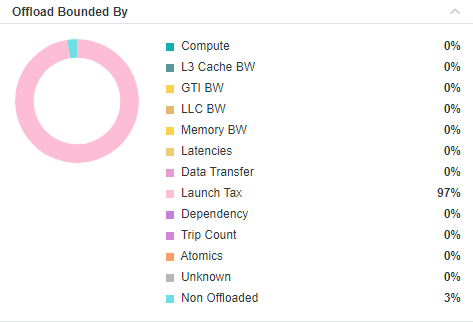 Offload Bounded By
Compute 0%
L3 Cache BW 0%
GTI BW 0%
LLC BW 0%
Memory BW 0%
Latencies 0%
Data Transfer 0%
Launch Tax 97%
Dependency 0%
Trip Count 0%
Atomics 0%
Unknown 0%
Non Offloaded 3%